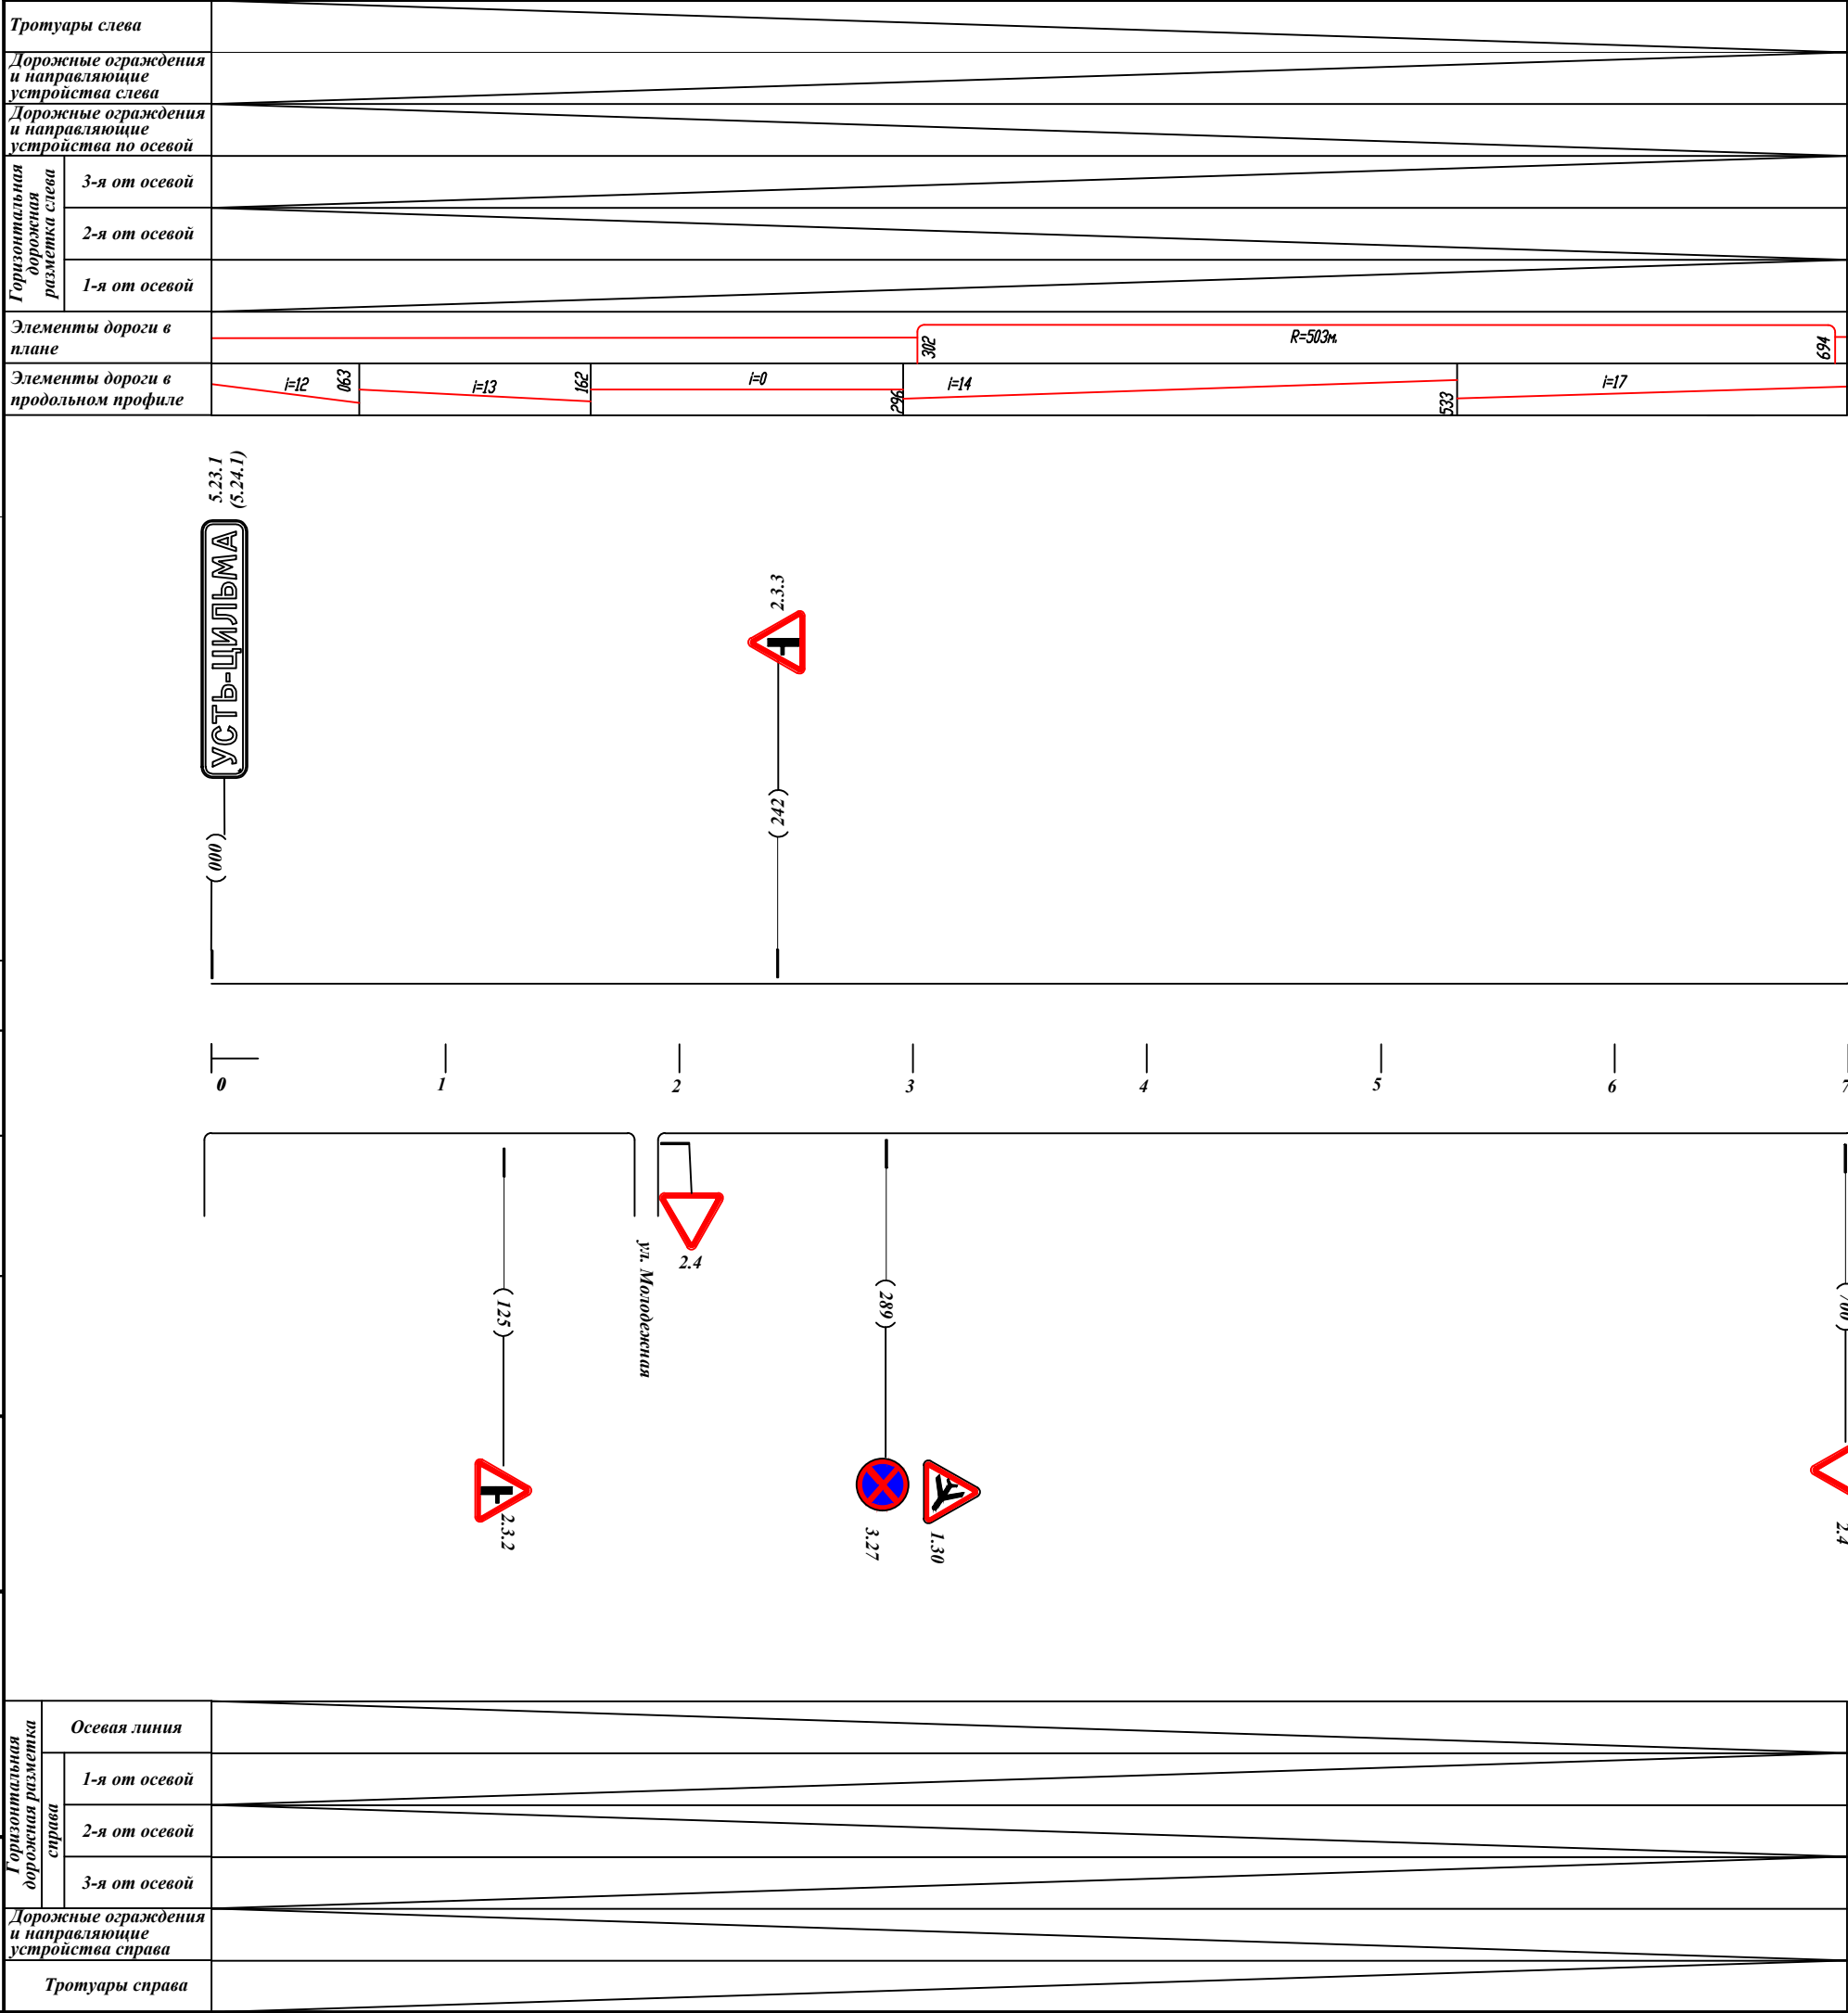 Тротуары слева
Дорожные ограждения
и направляющие
устройства слева
Дорожные ограждения
и направляющие
устройства по осевой
Горизонтальная
дорожная
разметка слева
3-я от осевой
2-я от осевой
1-я от осевой
Элементы дороги в
плане
302
R=503м.
694
Элементы дороги в
продольном профиле
i=12
063
i=13
162
i=0
296
i=14
533
i=17
5.23.1
(5.24.1)
УСТЬ-ЦИЛЬМА
( 000 )
2.3.3
( 242 )
0
1
2
3
4
5
6
7
2.4
ул. Молодежная
( 125 )
2.3.2
( 289 )
3.27
1.30
( 700 )
2.4
Горизонтальная
дорожная разметка
справа
Осевая линия
1-я от осевой
2-я от осевой
3-я от осевой
Дорожные ограждения
и направляющие
устройства справа
Тротуары справа